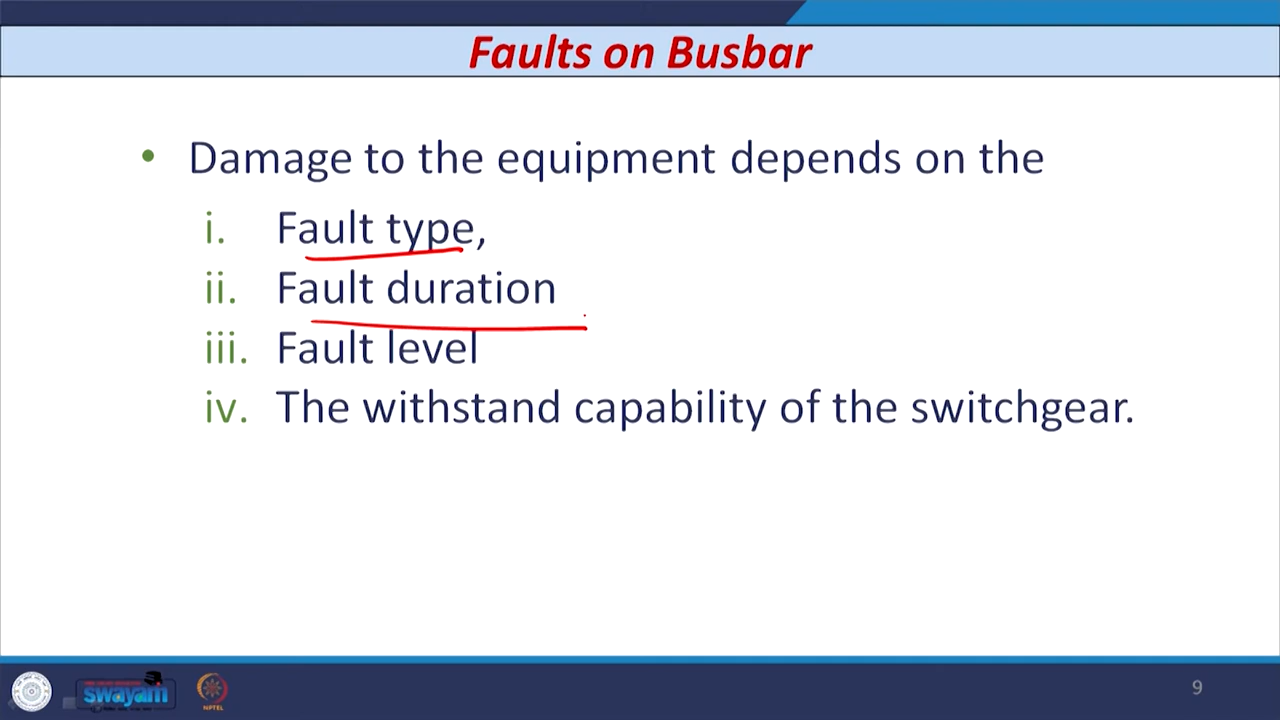 Faults on Busbar
• Damage to the equipment depends on the
i. Fault type,
ii. Fault duration
iii. Fault level
iv. The withstand capability of the switchgear.
swayam
NPTEL
9